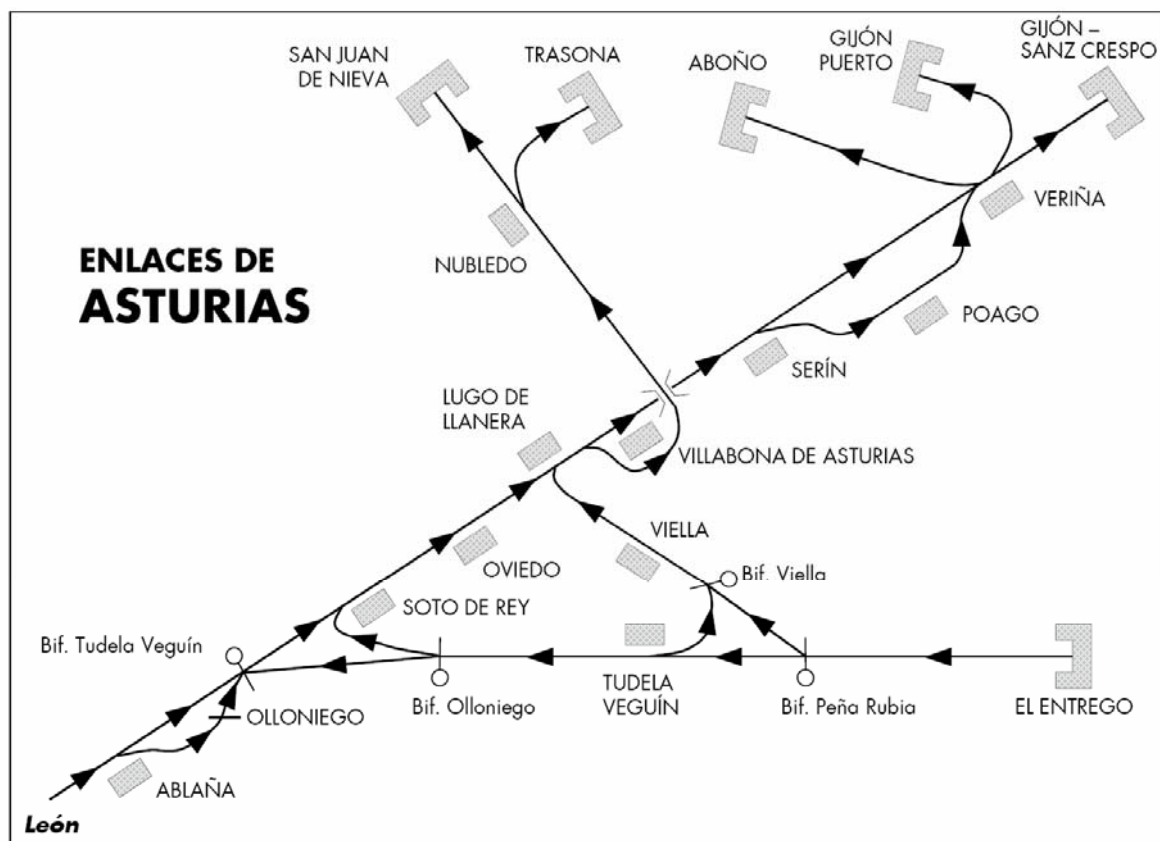 SAN JUAN
DE NIEVA
TRASONA
ABOÑO
GIJÓN
PUERTO
GIJÓN –
SANZ CRESPO
VERIÑA
NUBLEDO
ENLACES DE
ASTURIAS
POAGO
SERÍN
LUGO DE
LLANERA
VILLABONA DE ASTURIAS
VIELLA
OVIEDO
Bif. Viella
SOTO DE REY
Bif. Tudela Veguín
OLLONIEGO
Bif. Olloniego
TUDELA
VEGUÍN
Bif. Peña Rubia
EL ENTREGO
ABLAÑA
León